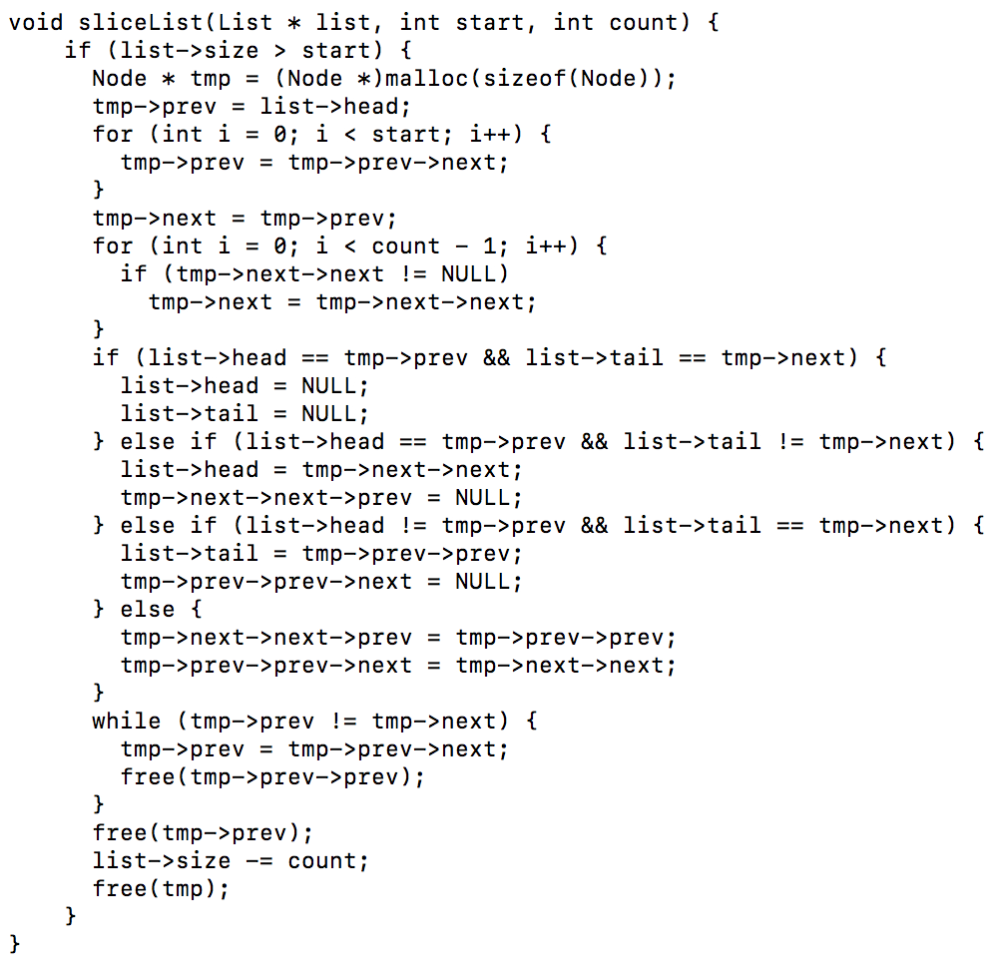 void sliceList(List * list, int start, int count) {
    if (list->size > start) {
      Node * tmp = (Node *)malloc(sizeof(Node));
      tmp->prev = list->head;
      for (int i = 0; i < start; i++) {
        tmp->prev = tmp->prev->next;
      }
      tmp->next = tmp->prev;
      for (int i = 0; i < count - 1; i++) {
        if (tmp->next->next != NULL)
          tmp->next = tmp->next->next;
      }
      if (list->head == tmp->prev && list->tail == tmp->next) {
        list->head = NULL;
        list->tail = NULL;
      } else if (list->head == tmp->prev && list->tail != tmp->next) {
        list->head = tmp->next->next;
        tmp->next->next->prev = NULL;
      } else if (list->head != tmp->prev && list->tail == tmp->next) {
        list->tail = tmp->prev->prev;
        tmp->prev->prev->next = NULL;
      } else {
        tmp->next->next->prev = tmp->prev->prev;
        tmp->prev->prev->next = tmp->next->next;
      }
      while (tmp->prev != tmp->next) {
        tmp->prev = tmp->prev->next;
        free(tmp->prev->prev);
      }
      free(tmp->prev);
      list->size -= count;
      free(tmp);
    }
}